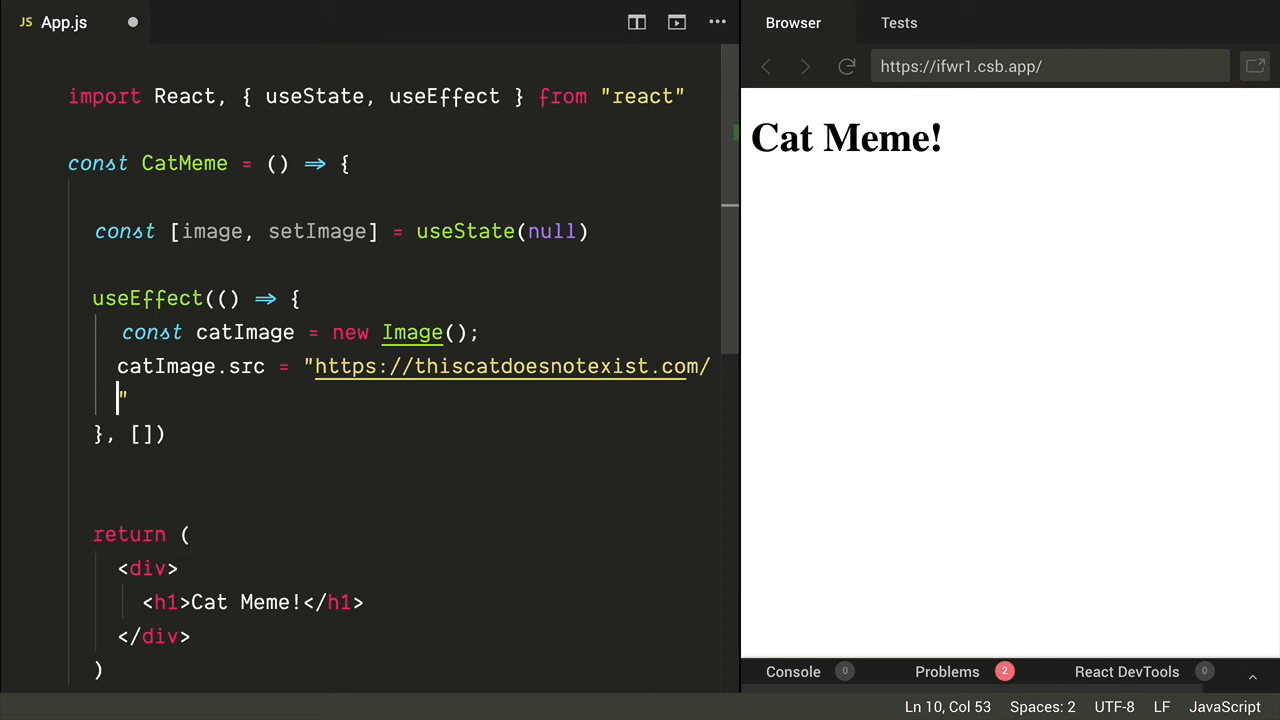 JS App.js
import React, { useState, useEffect } from "react"
const CatMeme = () => {
const [image, setImage] = useState(null)
useEffect(() => {
const catImage = new Image();
catImage.src = "https://thiscatdoesnotexist.com/
"
}, [])
return (
<div>
<h1>Cat Meme!</h1>
</div>
)
Browser Tests
https://ifwr1.csb.app/
Cat Meme!
Console 0 Problems 2 React DevTools 0
Ln 10, Col 53 Spaces: 2 UTF-8 LF JavaScript